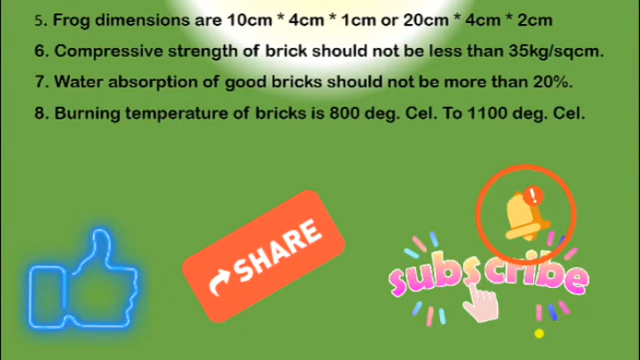 5. Frog dimensions are 10cm * 4cm * 1cm or 20cm * 4cm * 2cm
6. Compressive strength of brick should not be less than 35kg/sqcm.
7. Water absorption of good bricks should not be more than 20%.
8. Burning temperature of bricks is 800 deg. Cel. To 1100 deg. Cel.
SHARE
subscribe